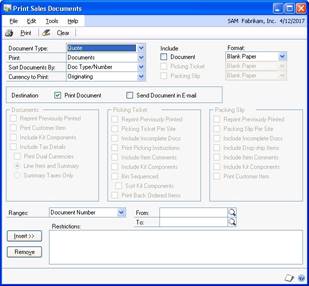 Print Sales Documents
File Edit Tools Help SAM Fabrikam, Inc. 4/12/2017
Print Clear
Document Type: Quote Include Format:
Print: Documents Document Blank Paper
Sort Documents By: Doc Type/Number Picking Ticket Blank Paper
Currency to Print: Originating Packing Slip Blank Paper
Destination: Print Document Send Document in E-mail
Documents Picking Ticket Packing Slip
Reprint Previously Printed Reprint Previously Printed Reprint Previously Printed
Print Customer Item Picking Ticket Per Site Packing Slip Per Site
Include Kit Components Include Incomplete Docs Include Incomplete Docs
Include Tax Details Print Picking Instructions Include Drop-ship Items
Print Dual Currencies Include Item Comments Include Item Comments
Line Item and Summary Include Kit Components Include Kit Components
Summary Taxes Only Bin Sequenced Print Customer Item
Sort Kit Components
Print Back Ordered Items
Ranges: Document Number From:
To:
Insert >> Restrictions:
Remove